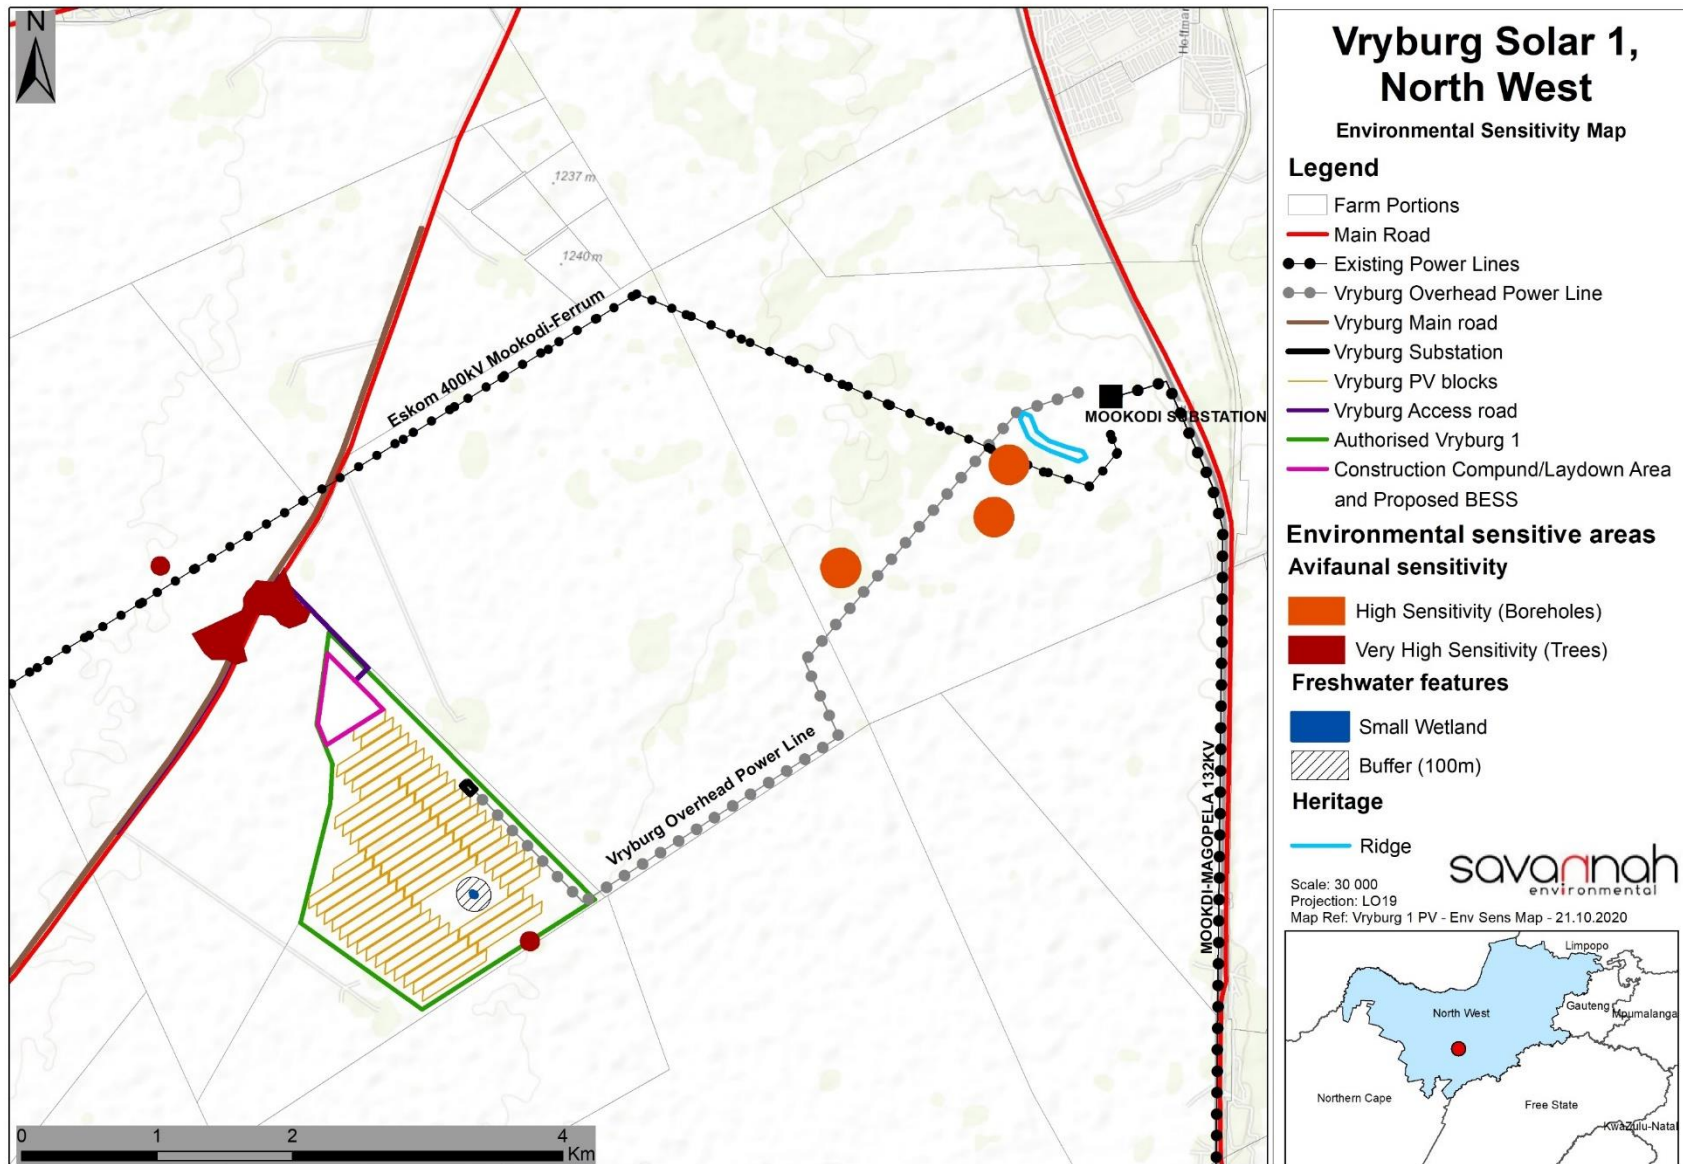 Vryburg Solar 1,
North West
Environmental Sensitivity Map
Legend
Farm Portions
Main Road
Existing Power Lines
Vryburg Overhead Power Line
Vryburg Main road
Vryburg Substation
Vryburg PV blocks
Vryburg Access road
Authorised Vryburg 1
Construction Compund/Laydown Area
and Proposed BESS
Environmental sensitive areas
Avifaunal sensitivity
High Sensitivity (Boreholes)
Very High Sensitivity (Trees)
Freshwater features
Small Wetland
Buffer (100m)
Heritage
Ridge
savannah
environmental
Scale: 30 000
Projection: LO19
Map Ref: Vryburg 1 PV - Env Sens Map - 21.10.2020
Limpopo
North West
Gauteng
Mpumalanga
Northern Cape
Free State
KwaZulu-Natal
N
Hoffman
1237 m
1240 m
Eskom 400kV Mookodi-Ferrum
MOOKODI SUBSTATION
Vryburg Overhead Power Line
MOOKDI-MAGOPELA 132KV
0 1 2 4
Km